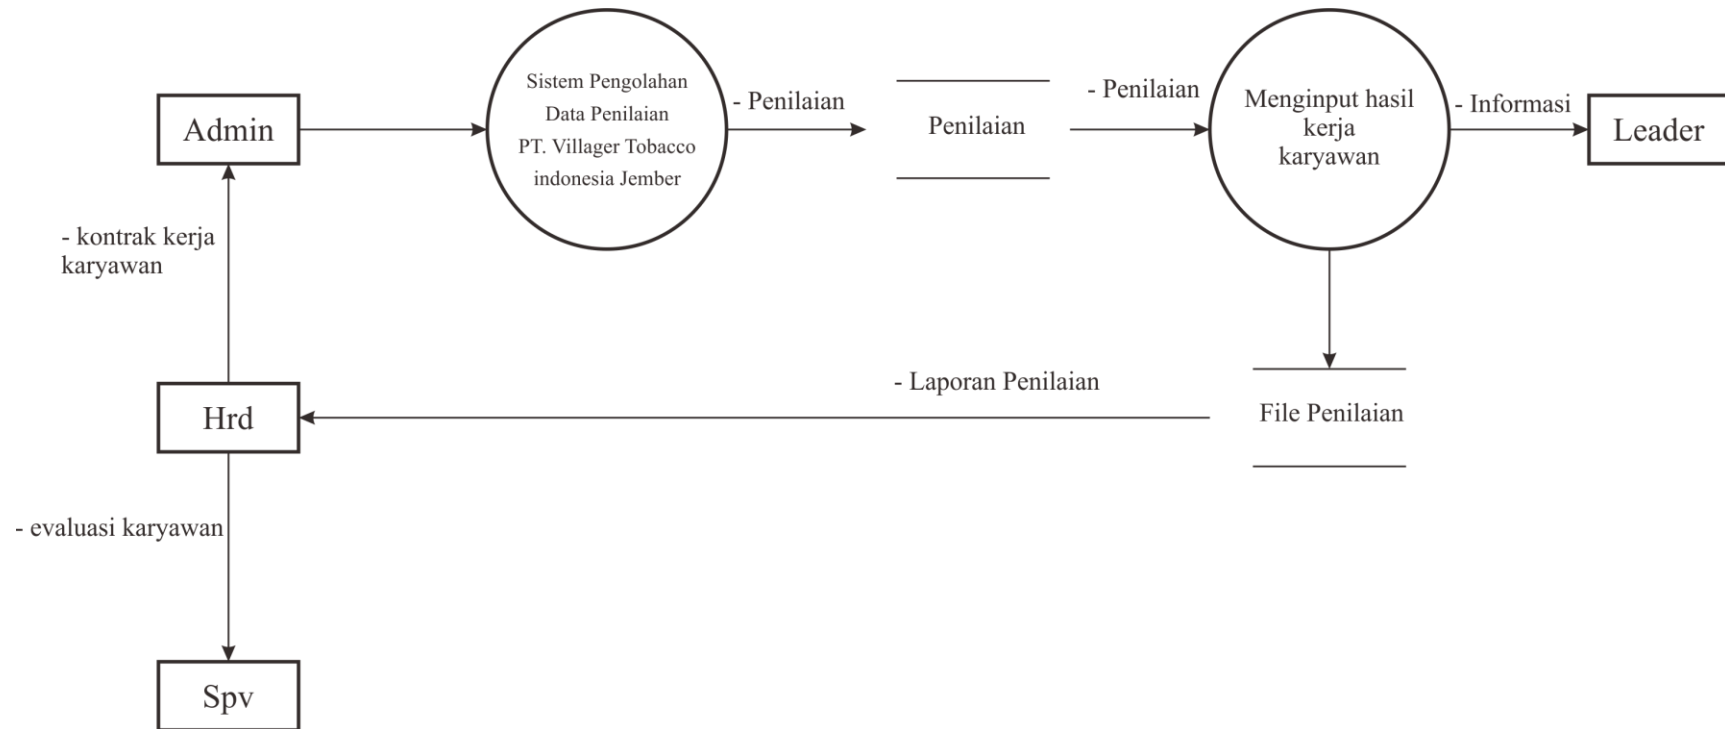 Sistem Pengolahan
Data Penilaian
PT. Villager Tobacco
indonesia Jember
Admin
- Penilaian
Penilaian
- Penilaian
Menginput hasil
kerja
karyawan
- Informasi
Leader
- kontrak kerja
karyawan
- Laporan Penilaian
Hrd
File Penilaian
- evaluasi karyawan
Spv